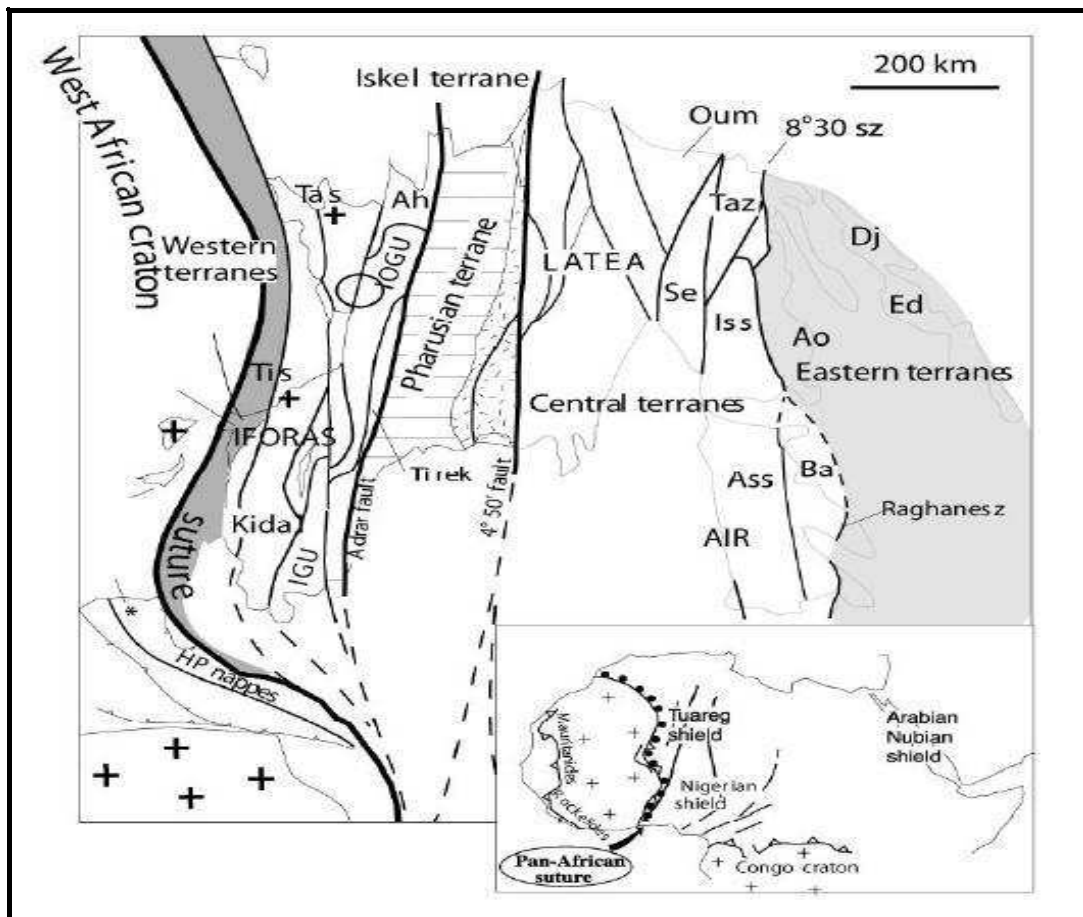 West African craton
Iskel terrane
200 km
Oum
8°30 sz
Tas
Ah
Taz
Western
terranes
IOGU
Pharusian terrane
LATEA
Dj
Se
Ed
Iss
Ao
Tis
Eastern terranes
Central terranes
IFORAS
Tirek
Ass
Ba
Kida
Adrar fault
4° 50' fault
Raghane sz
suture
IGU
AIR
*
HP nappes
Tuareg
shield
Arabian
Nubian
shield
Mauritanides
Nigerian
shield
Rockelides
Pan-African
suture
Congo craton